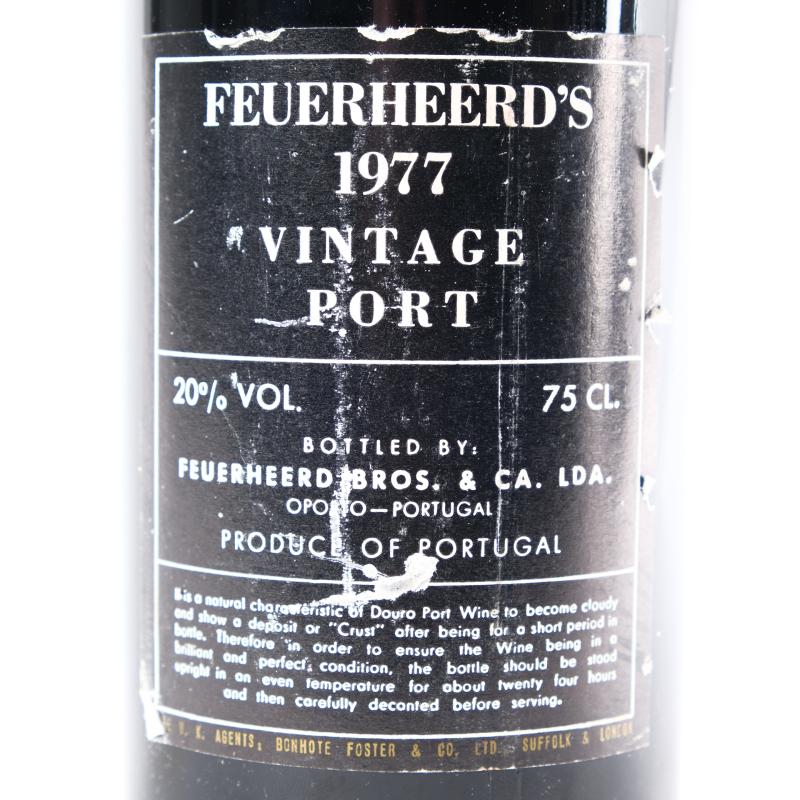 FEUERHEERD'S
1977
VINTAGE
PORT
20% VOL. 75 CL.
BOTTLED BY:
FEUERHEERD BROS. & CA. LDA.
OPORTO—PORTUGAL
PRODUCE OF PORTUGAL
It is a natural characteristic of Douro Port Wine to become cloudy
and show a deposit or "Crust" after being for a short period in
bottle. Therefore in order to ensure the Wine being in a
brilliant and perfect condition, the bottle should be stood
upright in an even temperature for about twenty four hours
and then carefully decanted before serving.
U. K. AGENTS: BONHOTE FOSTER & CO. LTD. SUFFOLK & LONDON